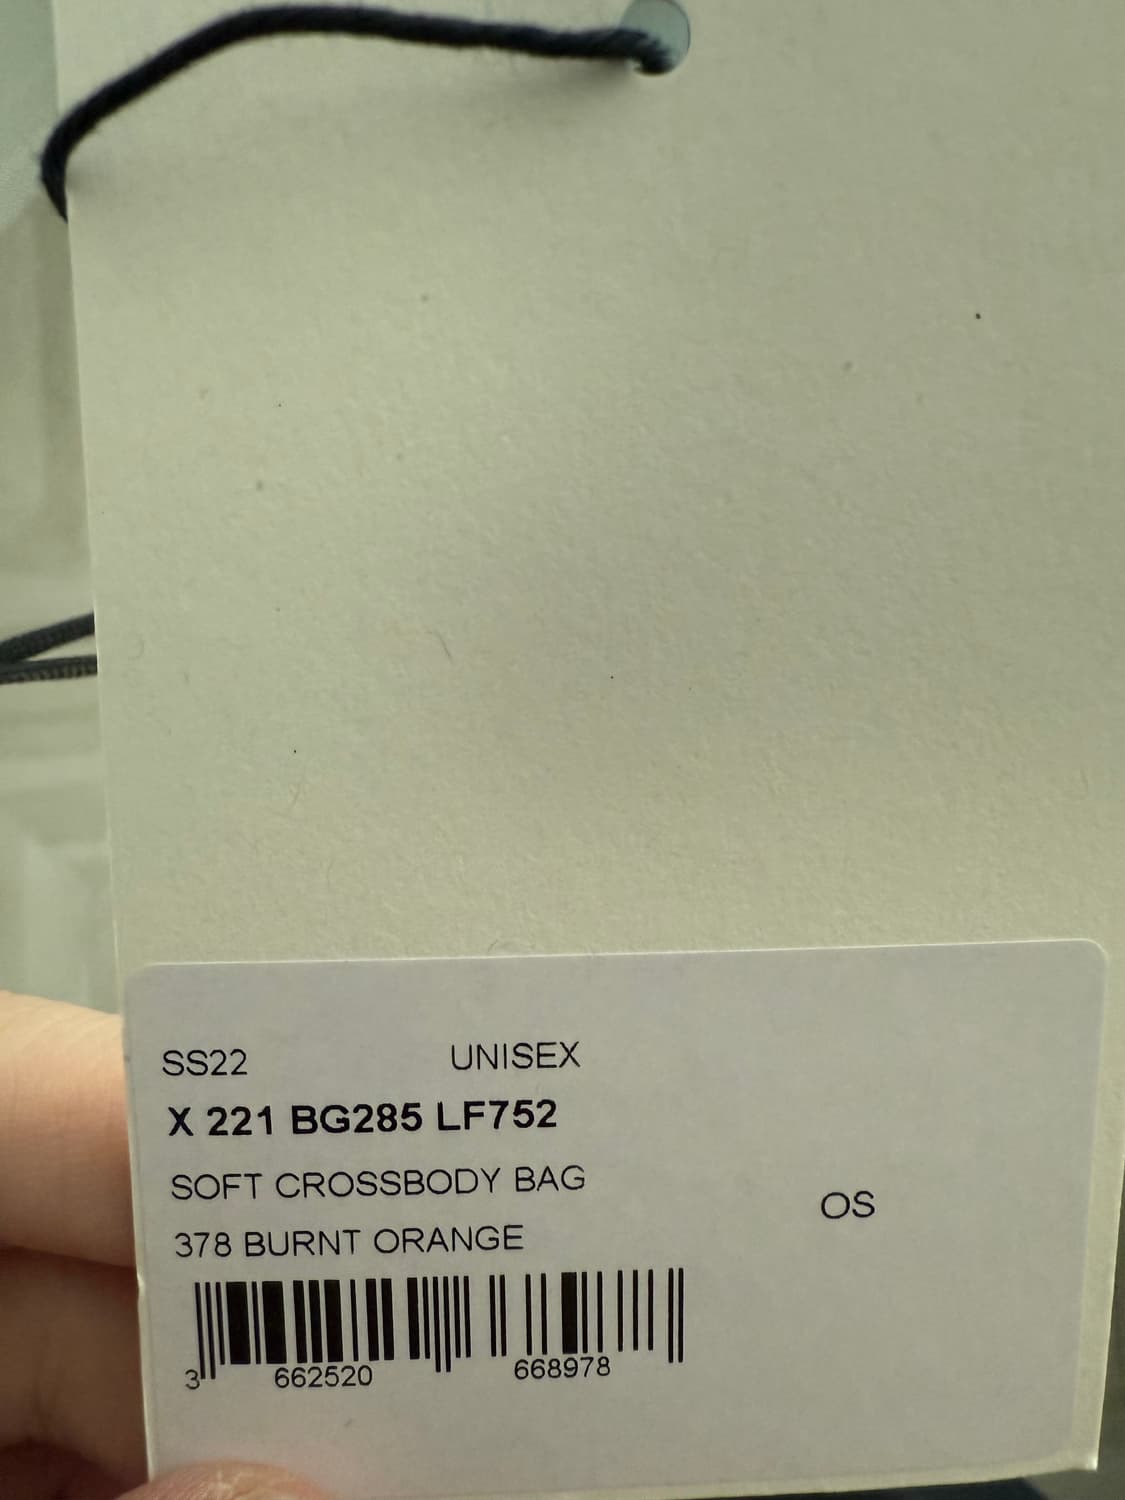 SS22 UNISEX
X 221 BG285 LF752
SOFT CROSSBODY BAG
OS
378 BURNT ORANGE
3 662520 668978